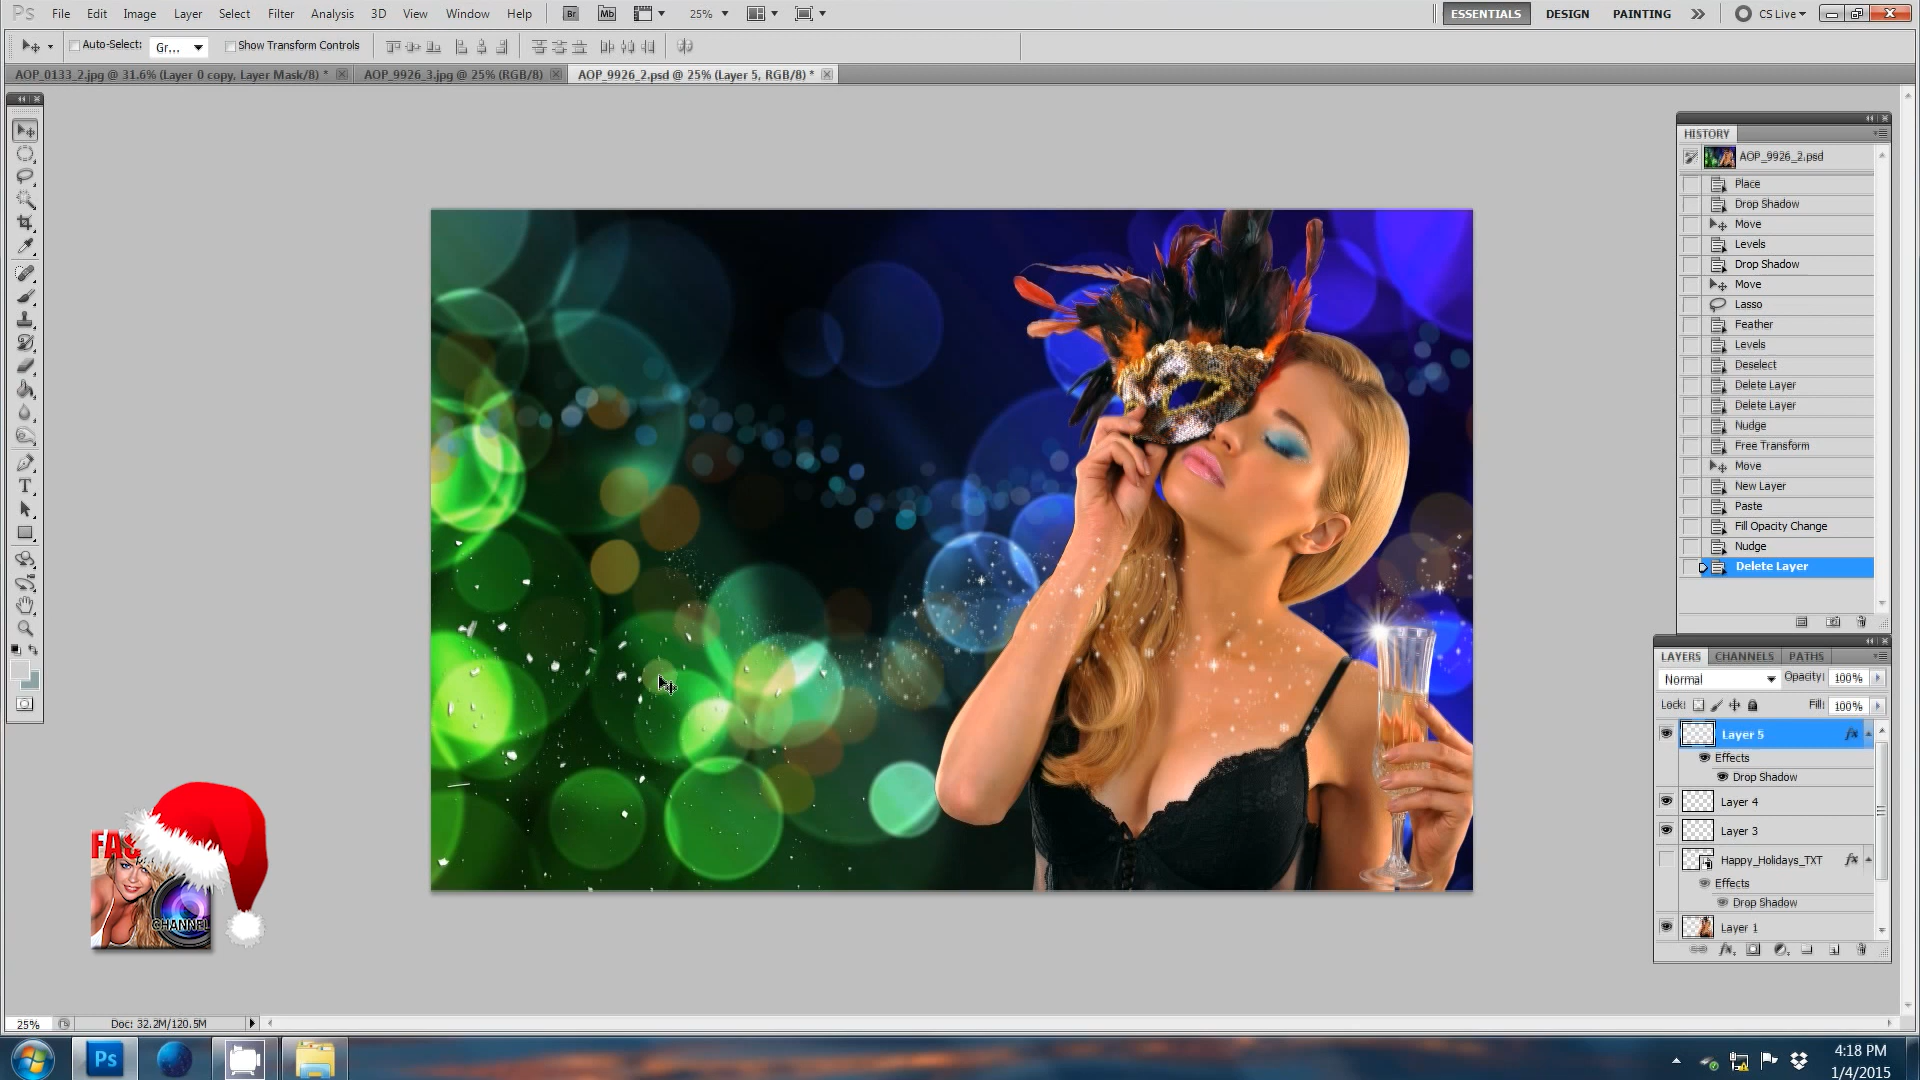 Ps File Edit Image Layer Select Filter Analysis 3D View Window Help Br Mb 25% ESSENTIALS DESIGN PAINTING CS Live
Auto-Select: Gr... Show Transform Controls
AOP_0133_2.jpg @ 31.6% (Layer 0 copy, Layer Mask/8) * AOP_9926_3.jpg @ 25% (RGB/8) AOP_9926_2.psd @ 25% (Layer 5, RGB/8) *
HISTORY
AOP_9926_2.psd
Place
Drop Shadow
Move
Levels
Drop Shadow
Move
Lasso
Feather
Levels
Deselect
Delete Layer
Delete Layer
Nudge
Free Transform
Move
New Layer
Paste
Fill Opacity Change
Nudge
Delete Layer
LAYERS CHANNELS PATHS
Normal Opacity: 100%
Lock: Fill: 100%
Layer 5 fx
Effects
Drop Shadow
Layer 4
Layer 3
Happy_Holidays_TXT fx
Effects
Drop Shadow
Layer 1
CHANNEL
25% Doc: 32.2M/120.5M
Ps
4:18 PM
1/4/2015